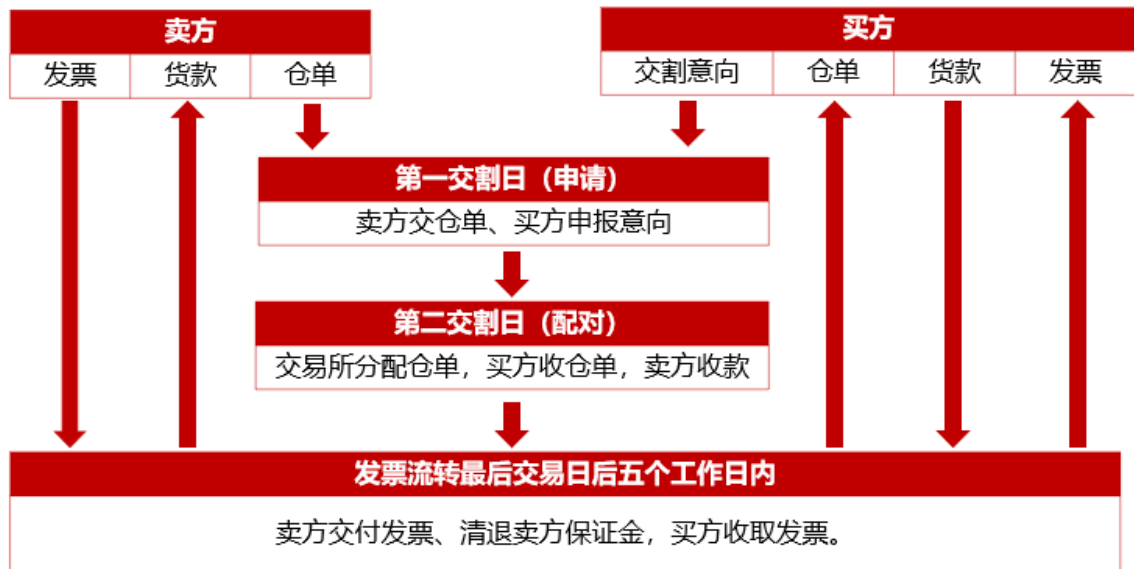 卖方
发票 货款 仓单
买方
交割意向 仓单 货款 发票
第一交割日（申请）
卖方交仓单、买方申报意向
第二交割日（配对）
交易所分配仓单，买方收仓单，卖方收款
发票流转最后交易日后五个工作日内
卖方交付发票、清退卖方保证金，买方收取发票。